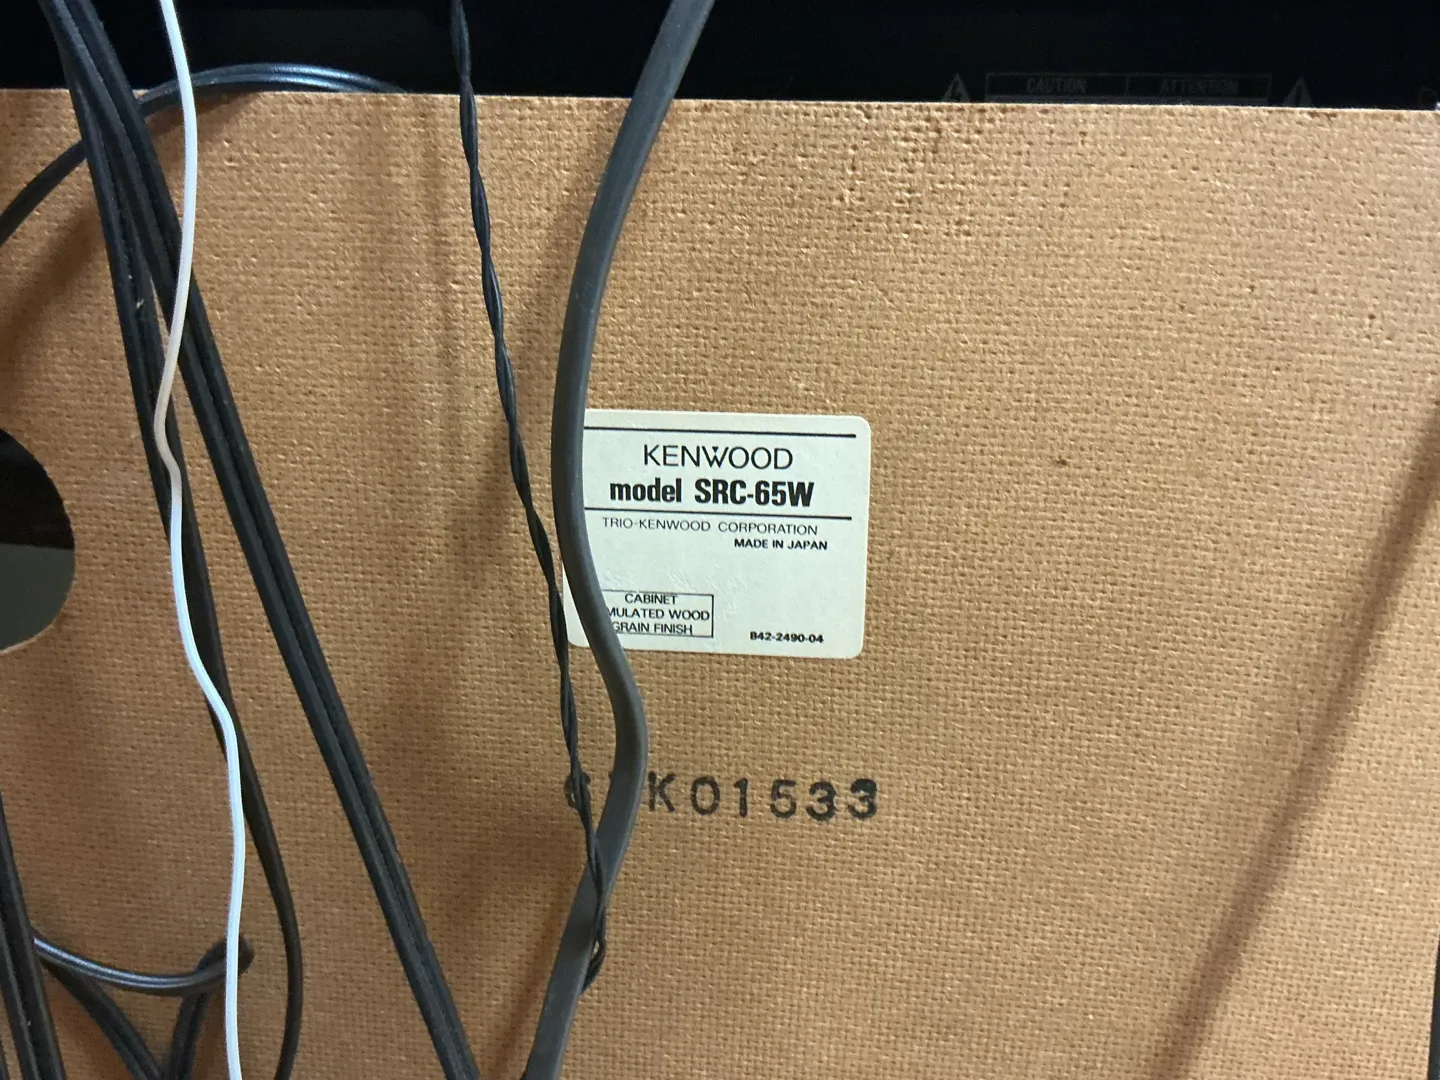 CAUTION ATTENTION
KENWOOD
model SRC-65W
TRIO-KENWOOD CORPORATION
MADE IN JAPAN
CABINET
MULATED WOOD
GRAIN FINISH
B42-2490-04
K01533